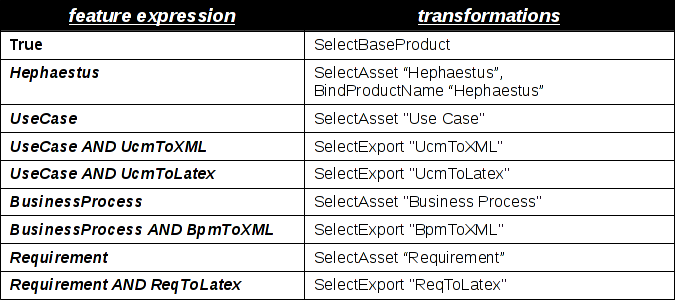 feature expression transformations
True SelectBaseProduct
Hephaestus SelectAsset “Hephaestus”,
BindProductName “Hephaestus”
UseCase SelectAsset "Use Case"
UseCase AND UcmToXML SelectExport "UcmToXML"
UseCase AND UcmToLatex SelectExport "UcmToLatex"
BusinessProcess SelectAsset "Business Process"
BusinessProcess AND BpmToXML SelectExport "BpmToXML"
Requirement SelectAsset “Requirement”
Requirement AND ReqToLatex SelectExport "ReqToLatex"